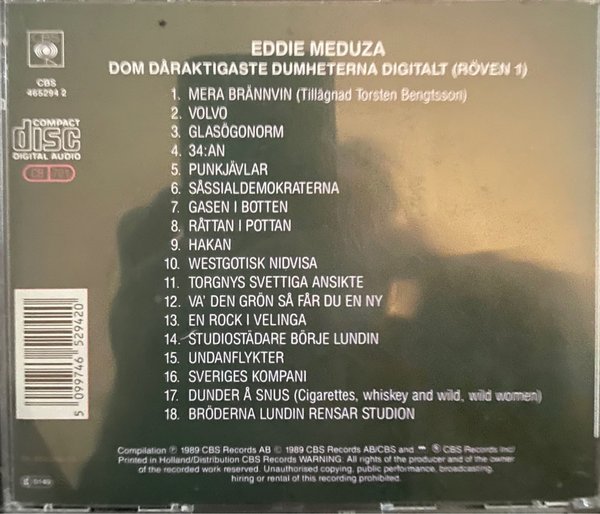 CBS
465294 2
COMPACT
disc
DIGITAL AUDIO
CB 701
EDDIE MEDUZA
DOM DÅRAKTIGASTE DUMHETERNA DIGITALT (RÖVEN 1)
1. MERA BRÄNNVIN (Tillägnad Torsten Bengtsson)
2. VOLVO
3. GLASÖGONORM
4. 34:AN
5. PUNKJÄVLAR
6. SÅSSIALDEMOKRATERNA
7. GASEN I BOTTEN
8. RÅTTAN I POTTAN
9. HAKAN
10. WESTGOTISK NIDVISA
11. TORGNYS SVETTIGA ANSIKTE
12. VA' DEN GRÖN SÅ FÅR DU EN NY
13. EN ROCK I VELINGA
14. STUDIOSTÄDARE BÖRJE LUNDIN
15. UNDANFLYKTER
16. SVERIGES KOMPANI
17. DUNDER Å SNUS (Cigarettes, whiskey and wild, wild women)
18. BRÖDERNA LUNDIN RENSAR STUDION
5 099746 529420
Compilation ℗ 1989 CBS Records AB © 1989 CBS Records AB/CBS and CBS Records Inc/
Printed in Holland/Distribution CBS Records WARNING: All rights of the producer and of the owner
of the recorded work reserved. Unauthorised copying, public performance, broadcasting,
hiring or rental of this recording prohibited.